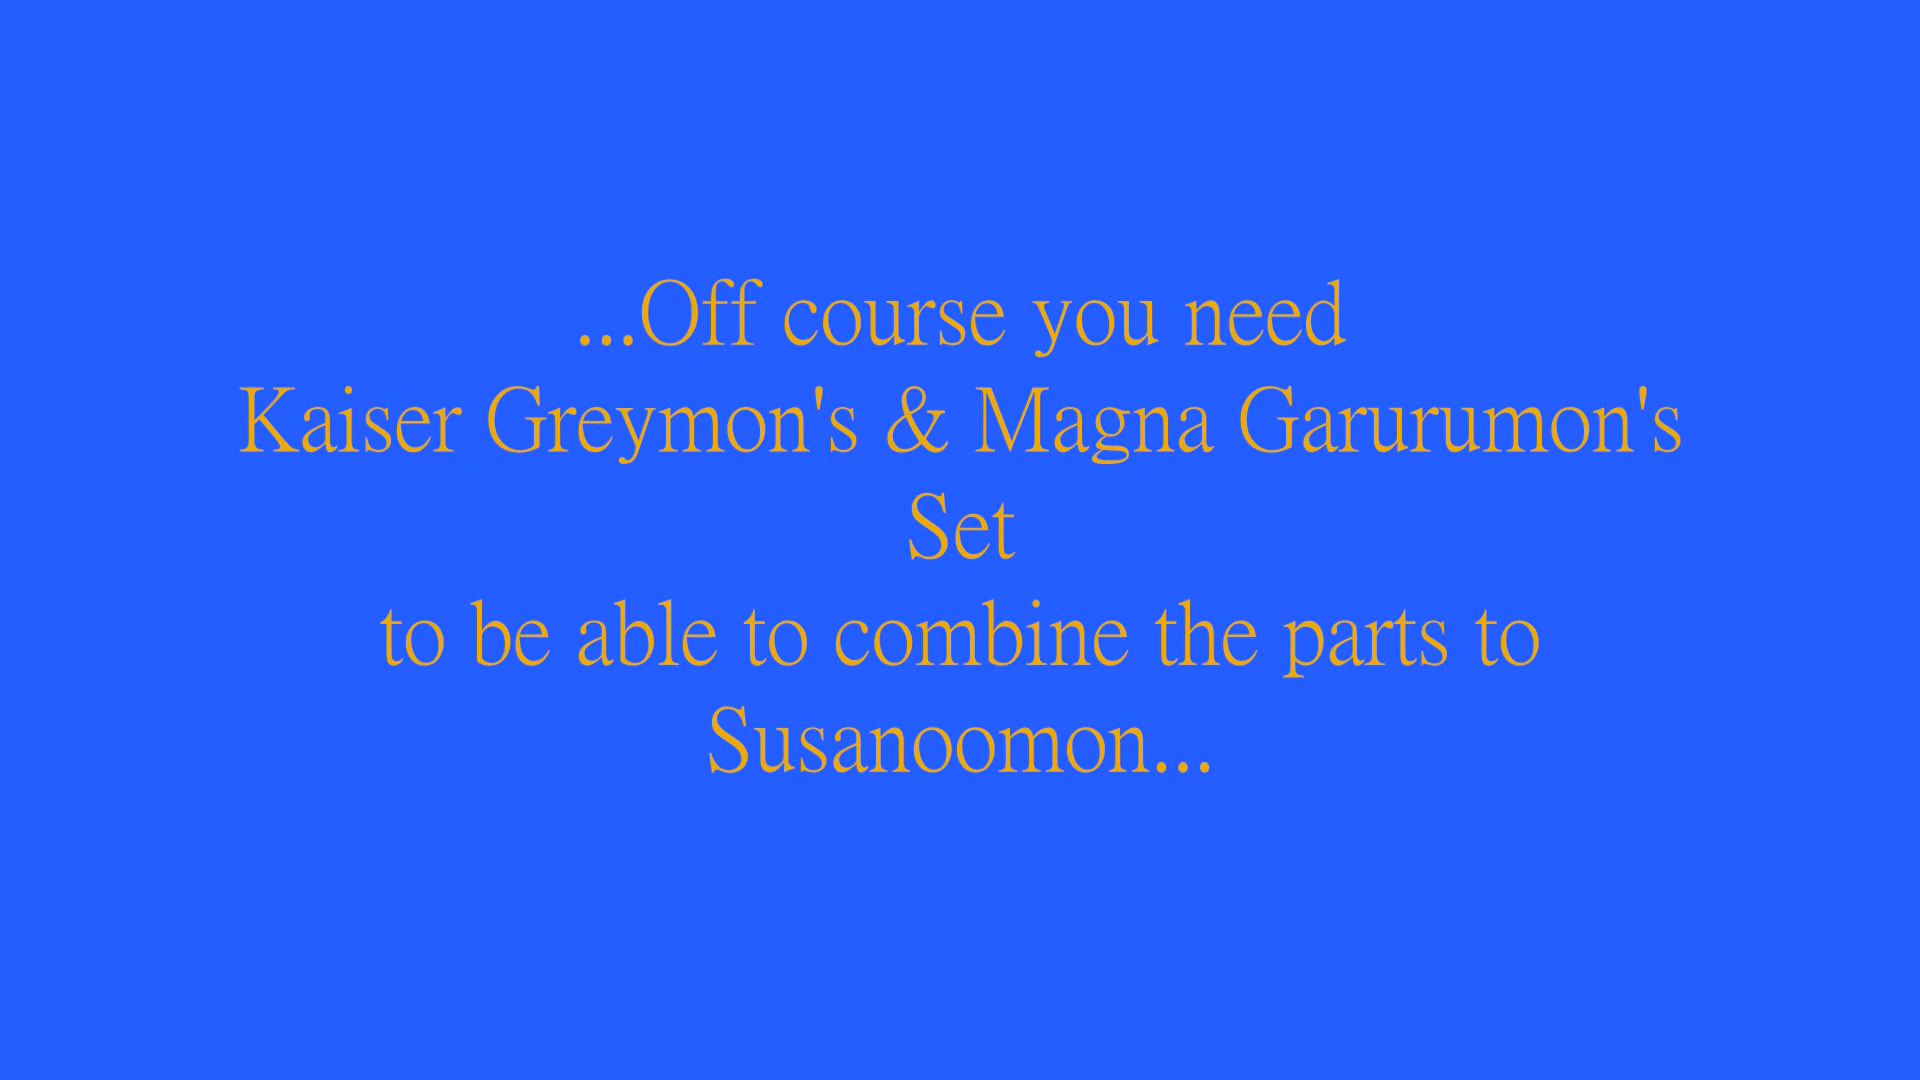 ...Off course you need
Kaiser Greymon's & Magna Garurumon's
Set
to be able to combine the parts to
Susanoomon...